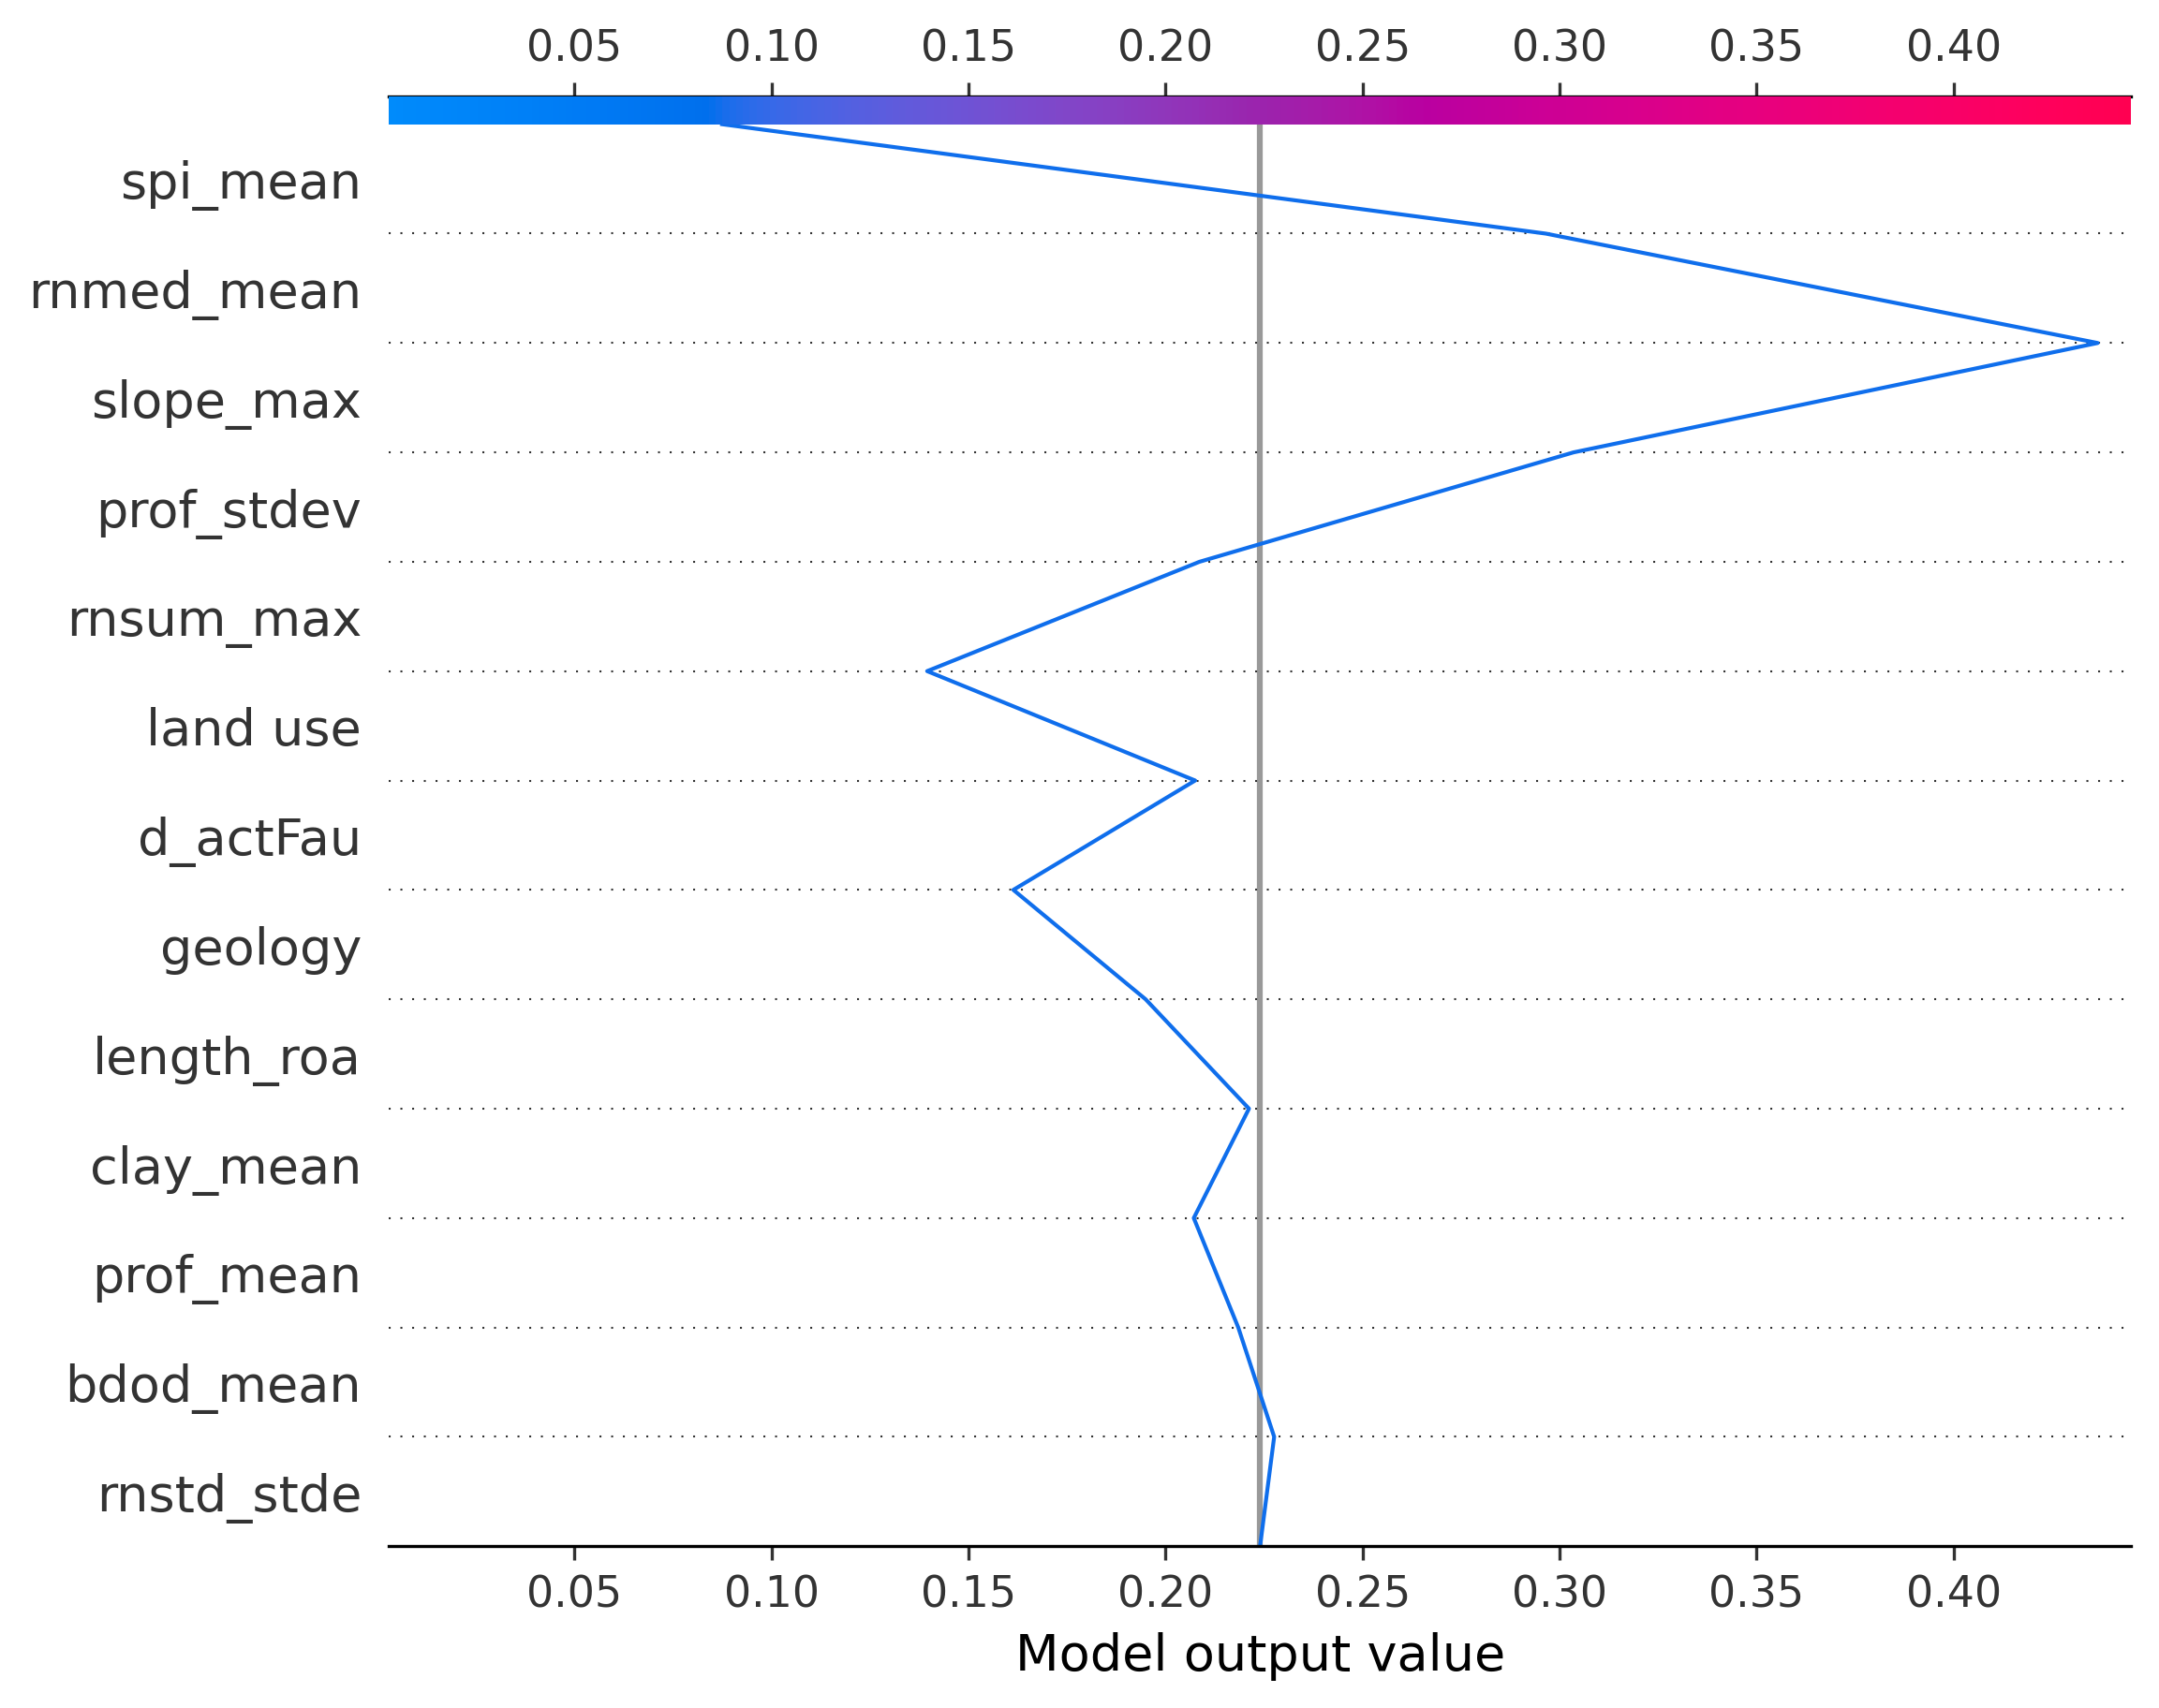 0.05 0.10 0.15 0.20 0.25 0.30 0.35 0.40
spi_mean
rnmed_mean
slope_max
prof_stdev
rnsum_max
land use
d_actFau
geology
length_roa
clay_mean
prof_mean
bdod_mean
rnstd_stde
0.05 0.10 0.15 0.20 0.25 0.30 0.35 0.40
Model output value